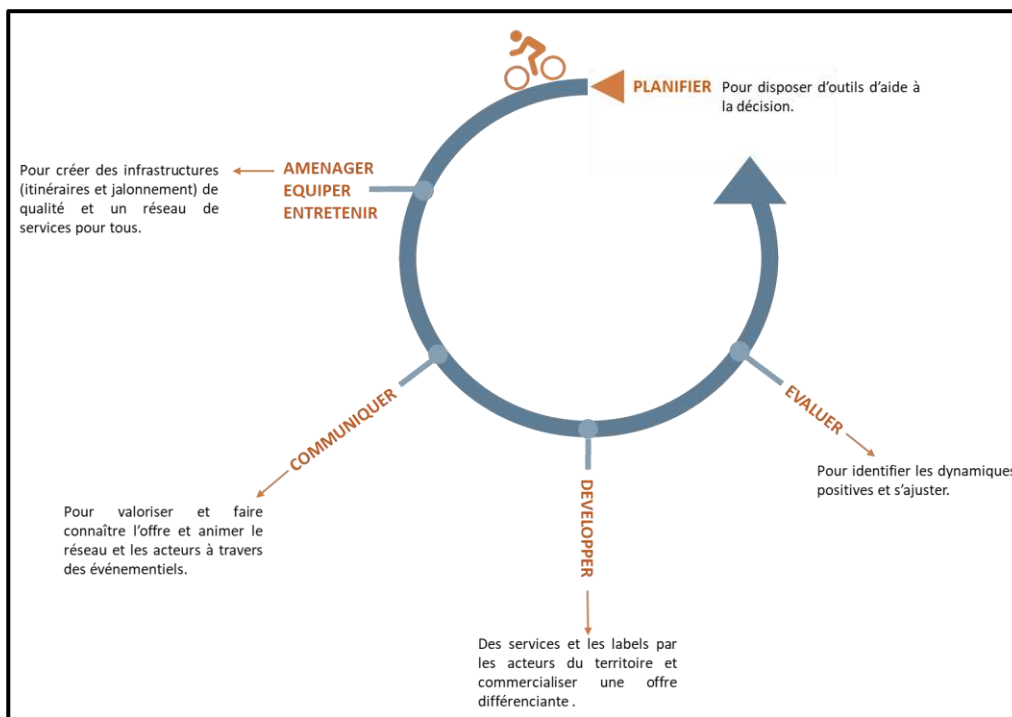 PLANIFIER
Pour disposer d'outils d'aide à
la décision.
AMENAGER
EQUIPER
ENTRETENIR
Pour créer des infrastructures
(itinéraires et jalonnement) de
qualité et un réseau de
services pour tous.
COMMUNIQUER
Pour valoriser et faire
connaître l'offre et animer le
réseau et les acteurs à travers
des événementiels.
DEVELOPPER
Des services et les labels par
les acteurs du territoire et
commercialiser une offre
différenciante .
EVALUER
Pour identifier les dynamiques
positives et s'ajuster.